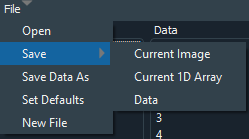 File
Data
Open
Save
Current Image
Save Data As
Current 1D Array
Set Defaults
Data
New File
3
4